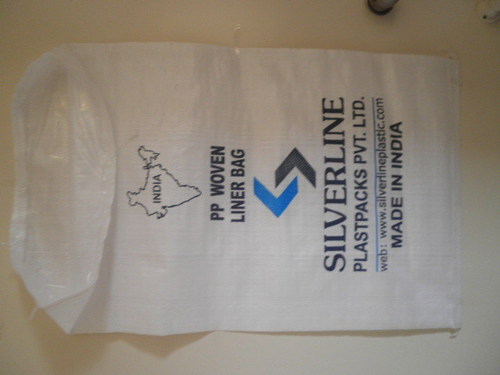 INDIA
PP WOVEN
LINER BAG
SILVERLINE
PLASTPACKS PVT. LTD.
web: www.silverlineplastic.com
MADE IN INDIA